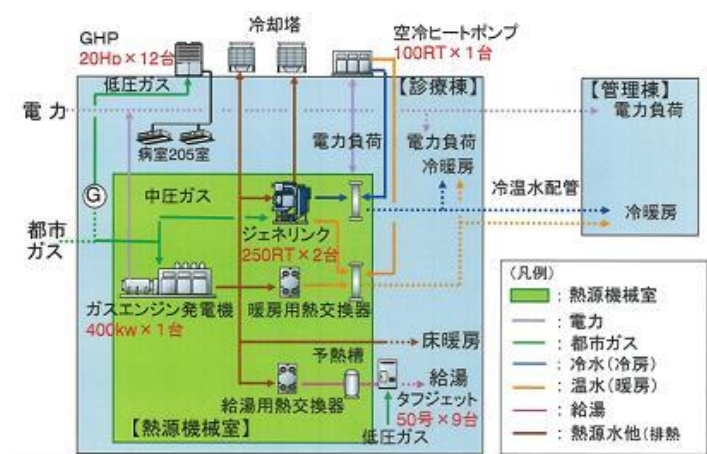 冷却塔
GHP
20Hp×12台
空冷ヒートポンプ
100RT×1台
低圧ガス
【診療棟】
【管理棟】
電力
電力負荷
病室205室
電力負荷
電力負荷
冷暖房
G
中圧ガス
冷温水配管
都市
ガス
冷暖房
ジェネリンク
250RT×2台
ガスエンジン発電機
400kw×1台
暖房用熱交換器
予熱槽
床暖房
給湯
給湯用熱交換器
タフジェット
50号×9台
【熱源機械室】
低圧ガス
(凡例)
:熱源機械室
:電力
:都市ガス
:冷水(冷房)
:温水(暖房)
:給湯
:熱源水他(排熱